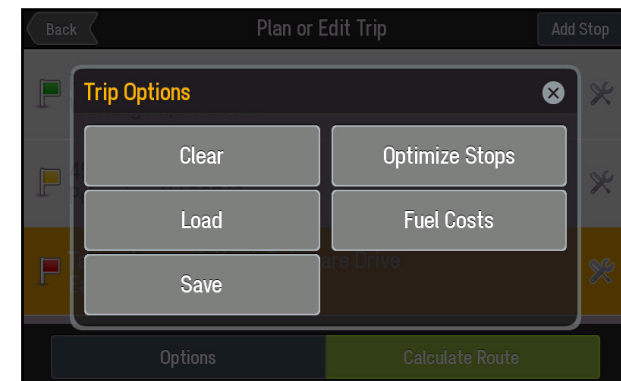 Back
Plan or Edit Trip
Add Stop
Trip Options
Clear
Optimize Stops
Load
Fuel Costs
Save
are Drive
Options
Calculate Route